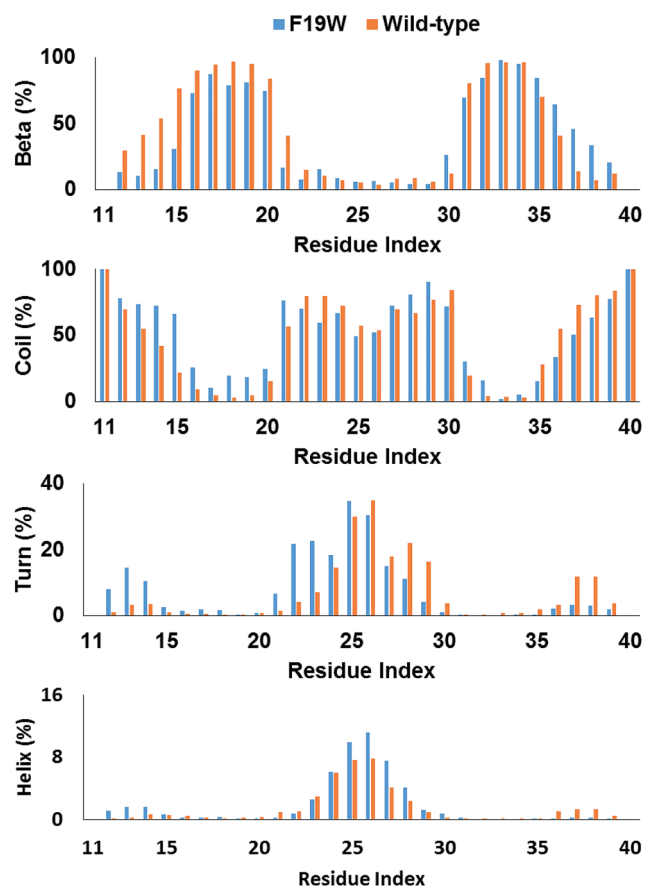 F19W Wild-type
100
50
0
Beta (%)
11 15 20 25 30 35 40
Residue Index
100
50
0
Coil (%)
11 15 20 25 30 35 40
Residue Index
40
20
0
Turn (%)
11 15 20 25 30 35 40
Residue Index
16
8
0
Helix (%)
11 15 20 25 30 35 40
Residue Index